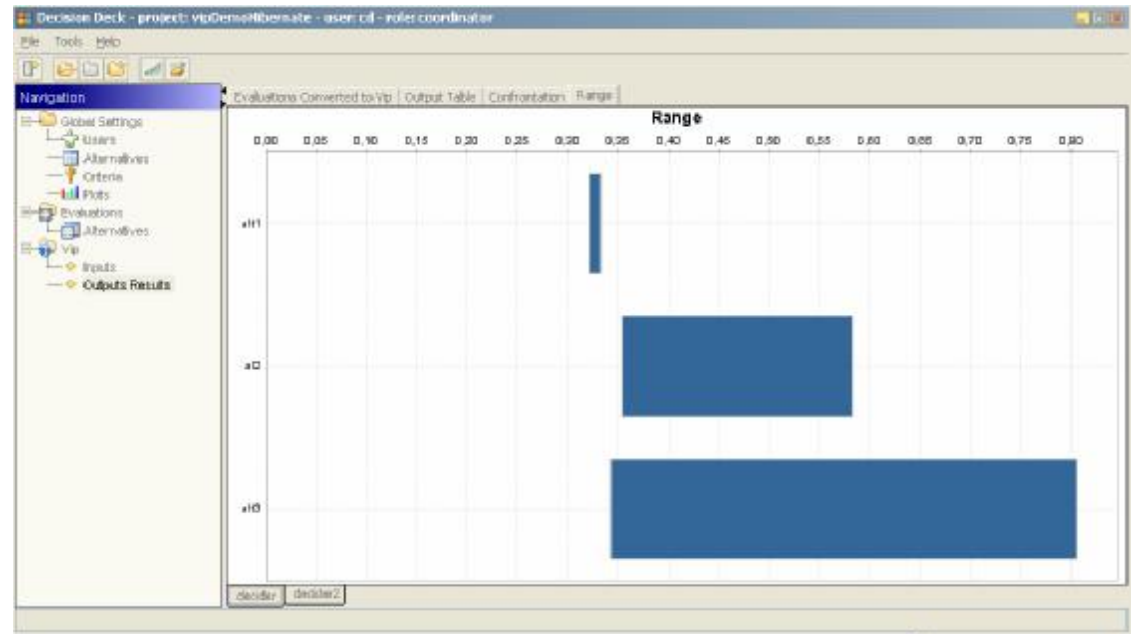 Decision Deck - project: vipDemoHibernate - user: cd - role: coordinator
File Tools Help
Navigation
Global Settings
Users
Alternatives
Criteria
Plots
Evaluations
Alternatives
Vip
Inputs
Outputs Results
Evaluations Converted to Vip Output Table Confrontation Range
Range
0,00 0,05 0,10 0,15 0,20 0,25 0,30 0,35 0,40 0,45 0,50 0,55 0,60 0,65 0,70 0,75 0,80
alt1
alt2
alt3
decider decider2